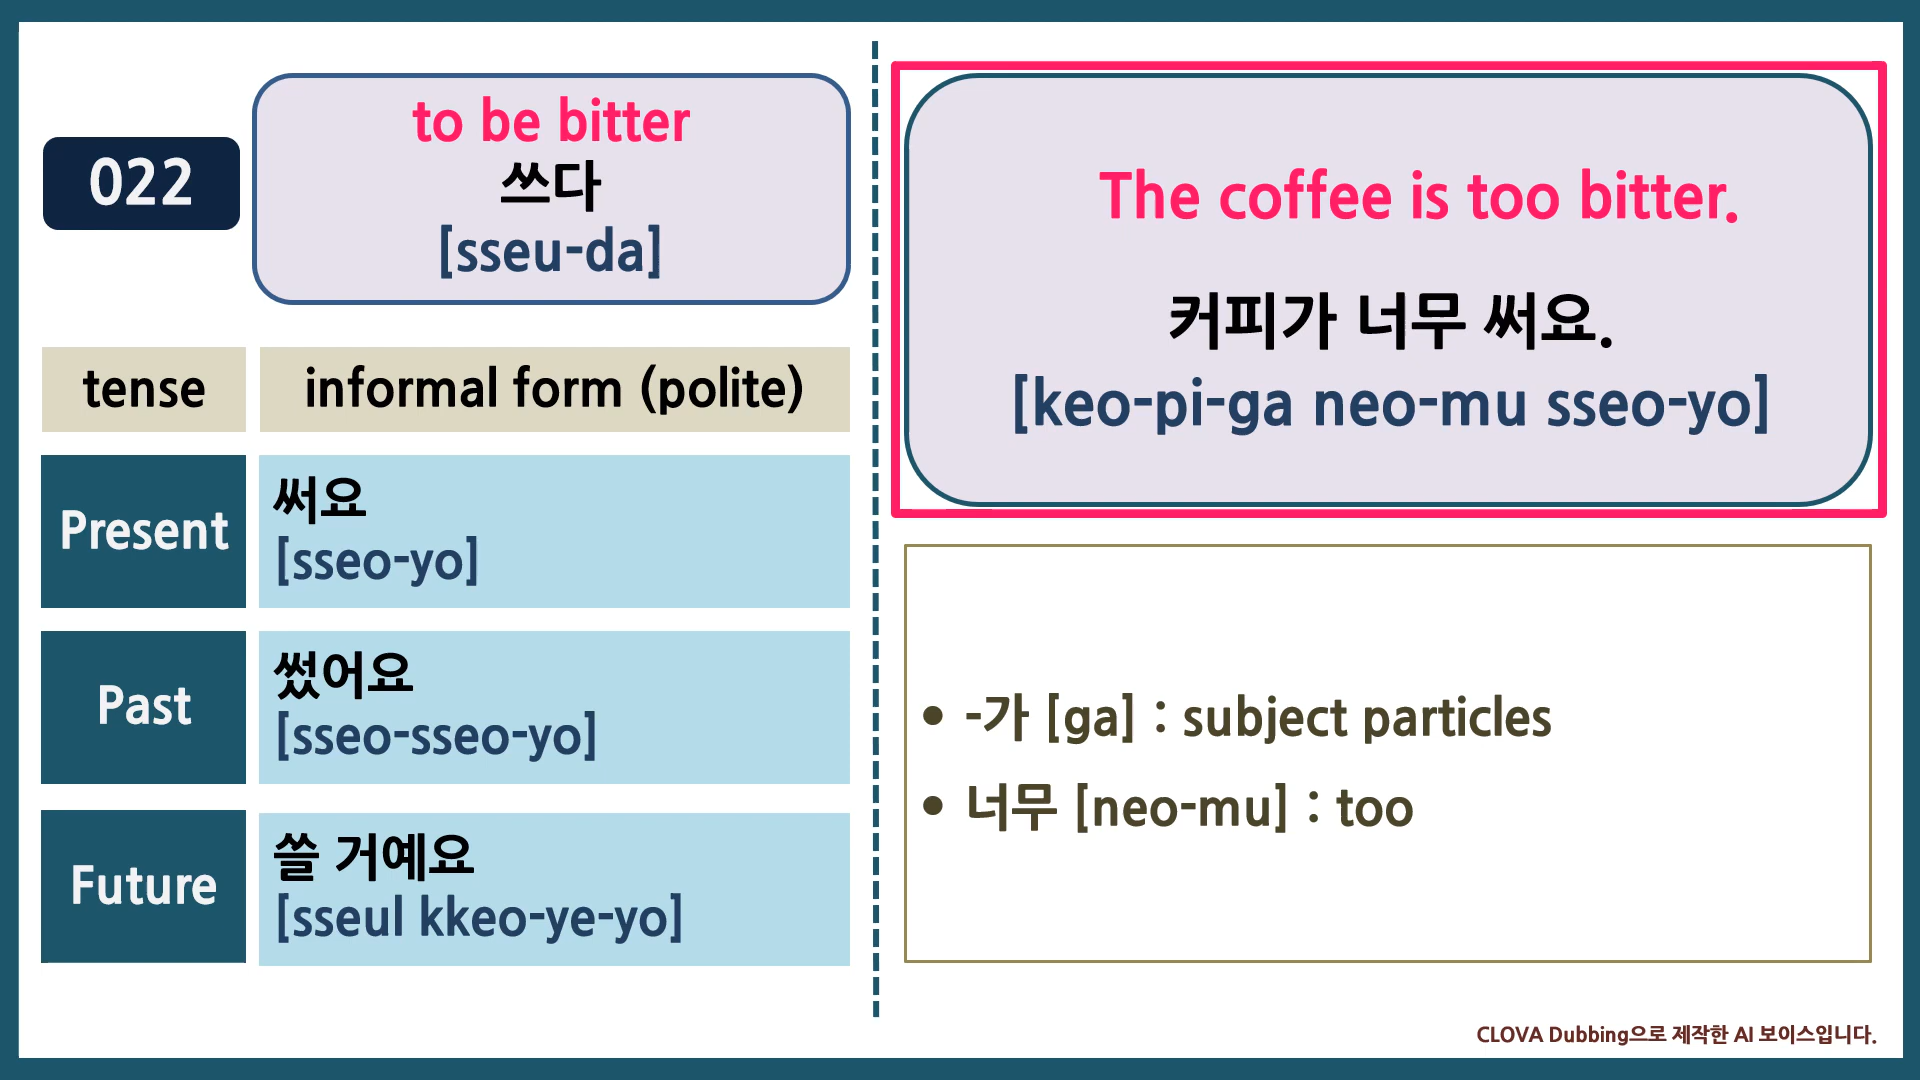 022
to be bitter
쓰다
[sseu-da]
tense
informal form (polite)
Present
써요
[sseo-yo]
Past
썼어요
[sseo-sseo-yo]
Future
쓸 거예요
[sseul kkeo-ye-yo]
The coffee is too bitter.
커피가 너무 써요.
[keo-pi-ga neo-mu sseo-yo]
• -가 [ga] : subject particles
• 너무 [neo-mu] : too
CLOVA Dubbing으로 제작한 AI 보이스입니다.